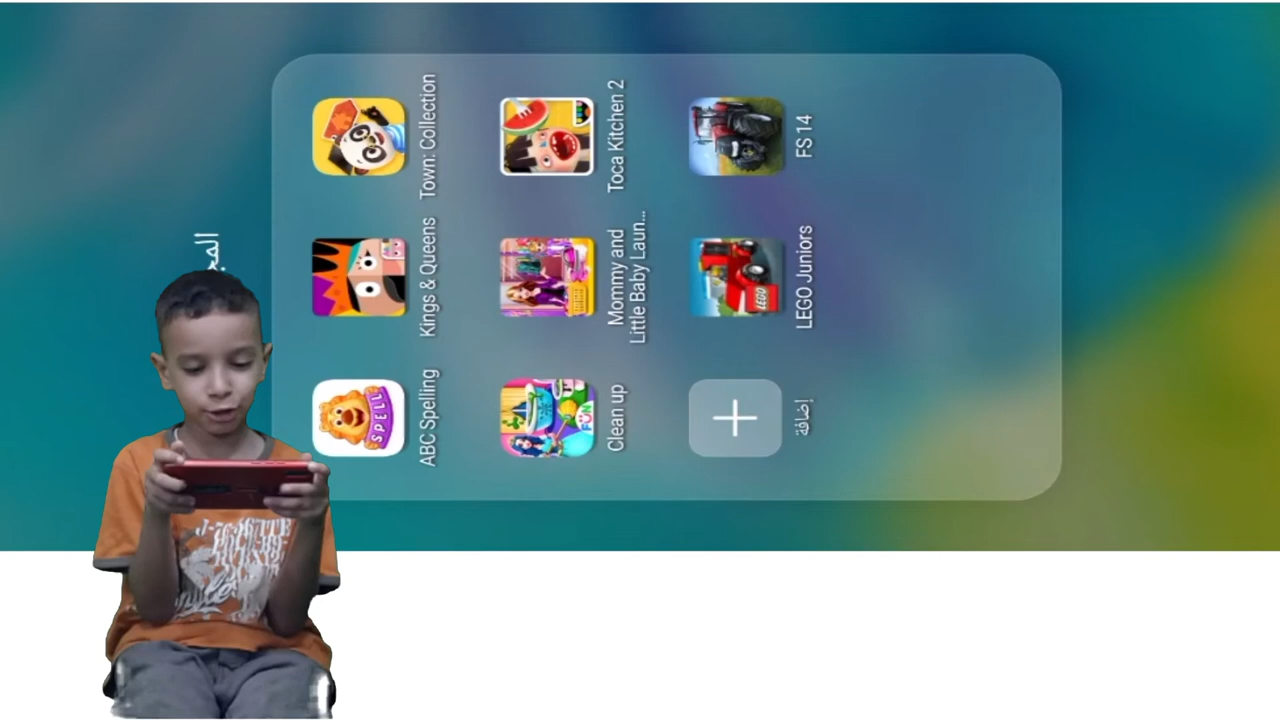 SPELL
ABC Spelling
Kings & Queens
Town: Collection
FUN
Clean up
Mommy and
Little Baby Laun...
Toca Kitchen 2
إضافة
LEGO
LEGO Juniors
FS 14